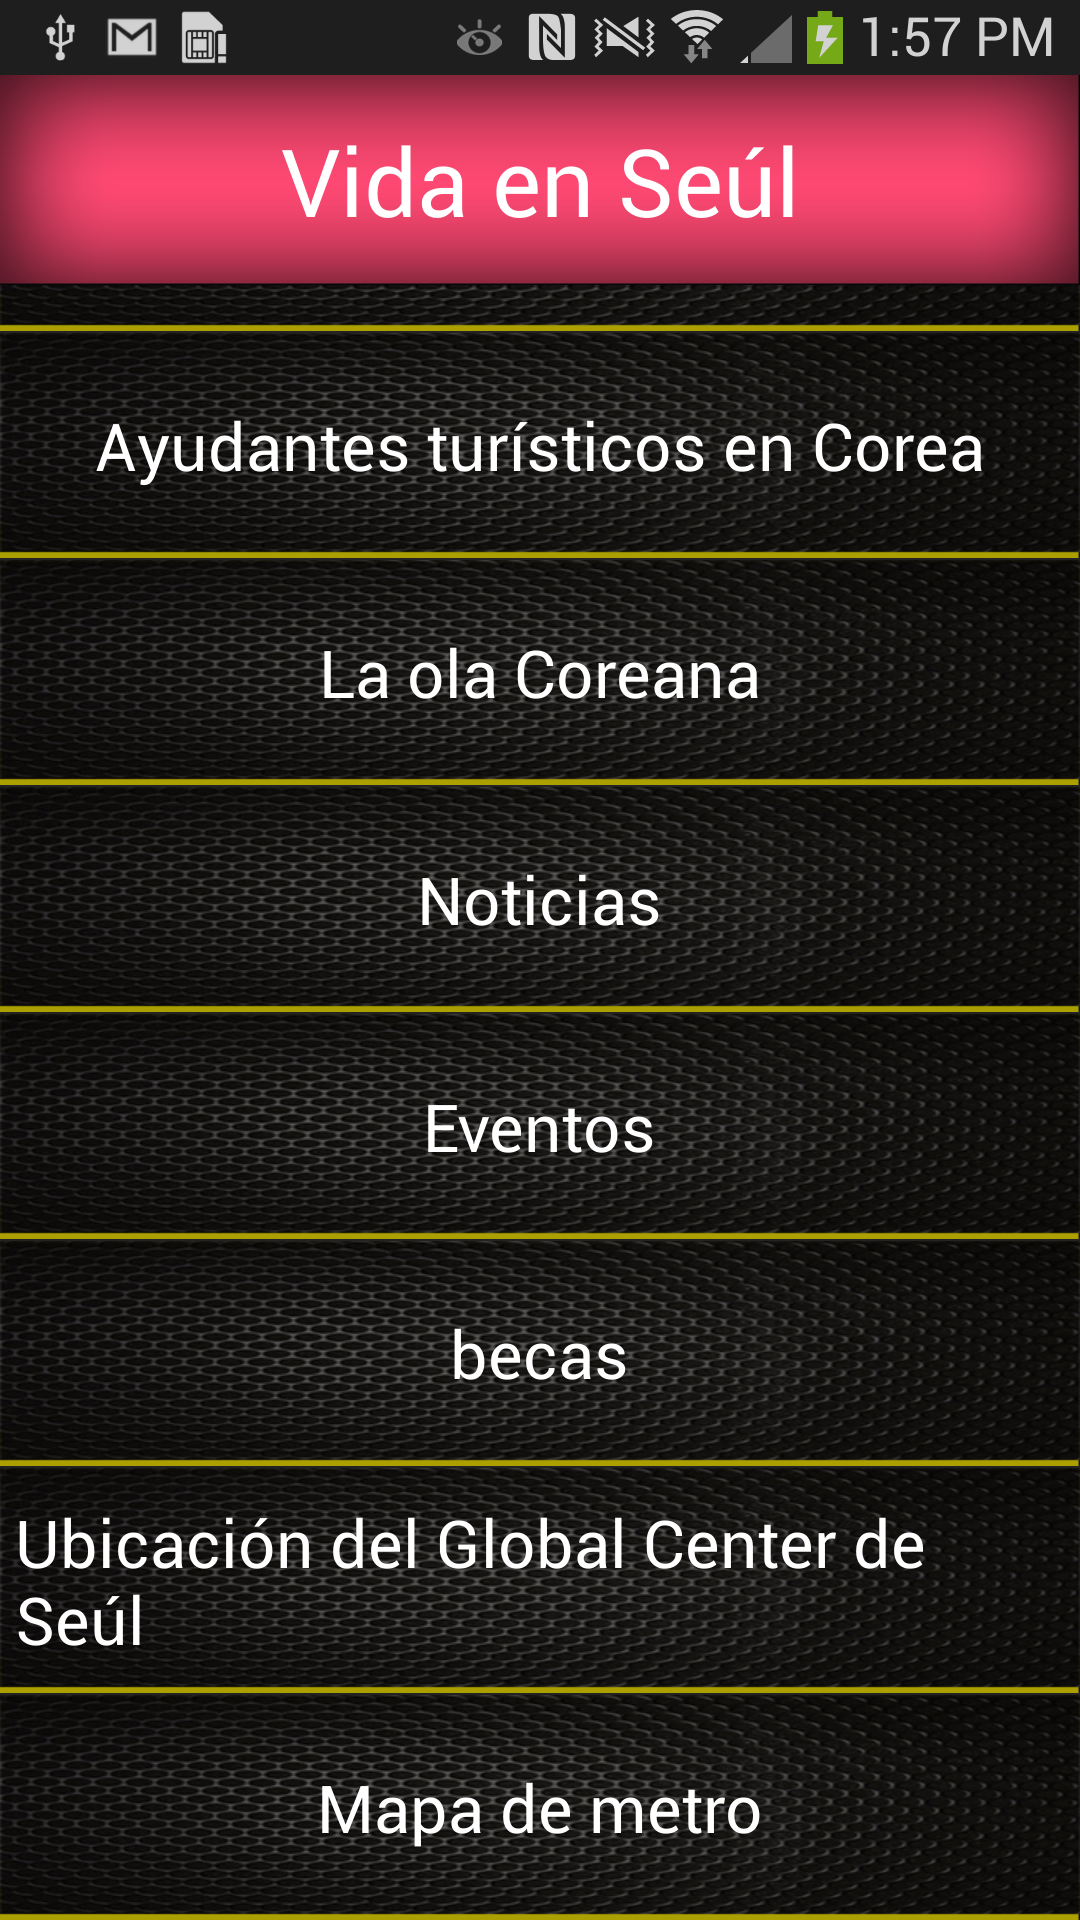 1:57 PM
Vida en Seúl
Ayudantes turísticos en Corea
La ola Coreana
Noticias
Eventos
becas
Ubicación del Global Center de
Seúl
Mapa de metro